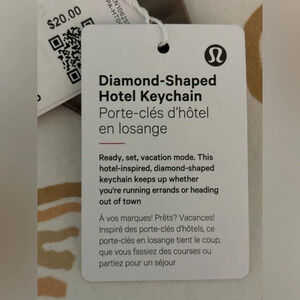 $20.00
Diamond-Shaped
Hotel Keychain
Porte-clés d'hôtel
en losange
Ready, set, vacation mode. This
hotel-inspired, diamond-shaped
keychain keeps up whether
you're running errands or heading
out of town
À vos marques! Prêts? Vacances!
Inspiré des porte-clés d'hôtels, ce
porte-clés en losange tient le coup,
que vous fassiez des courses ou
partiez pour un séjour